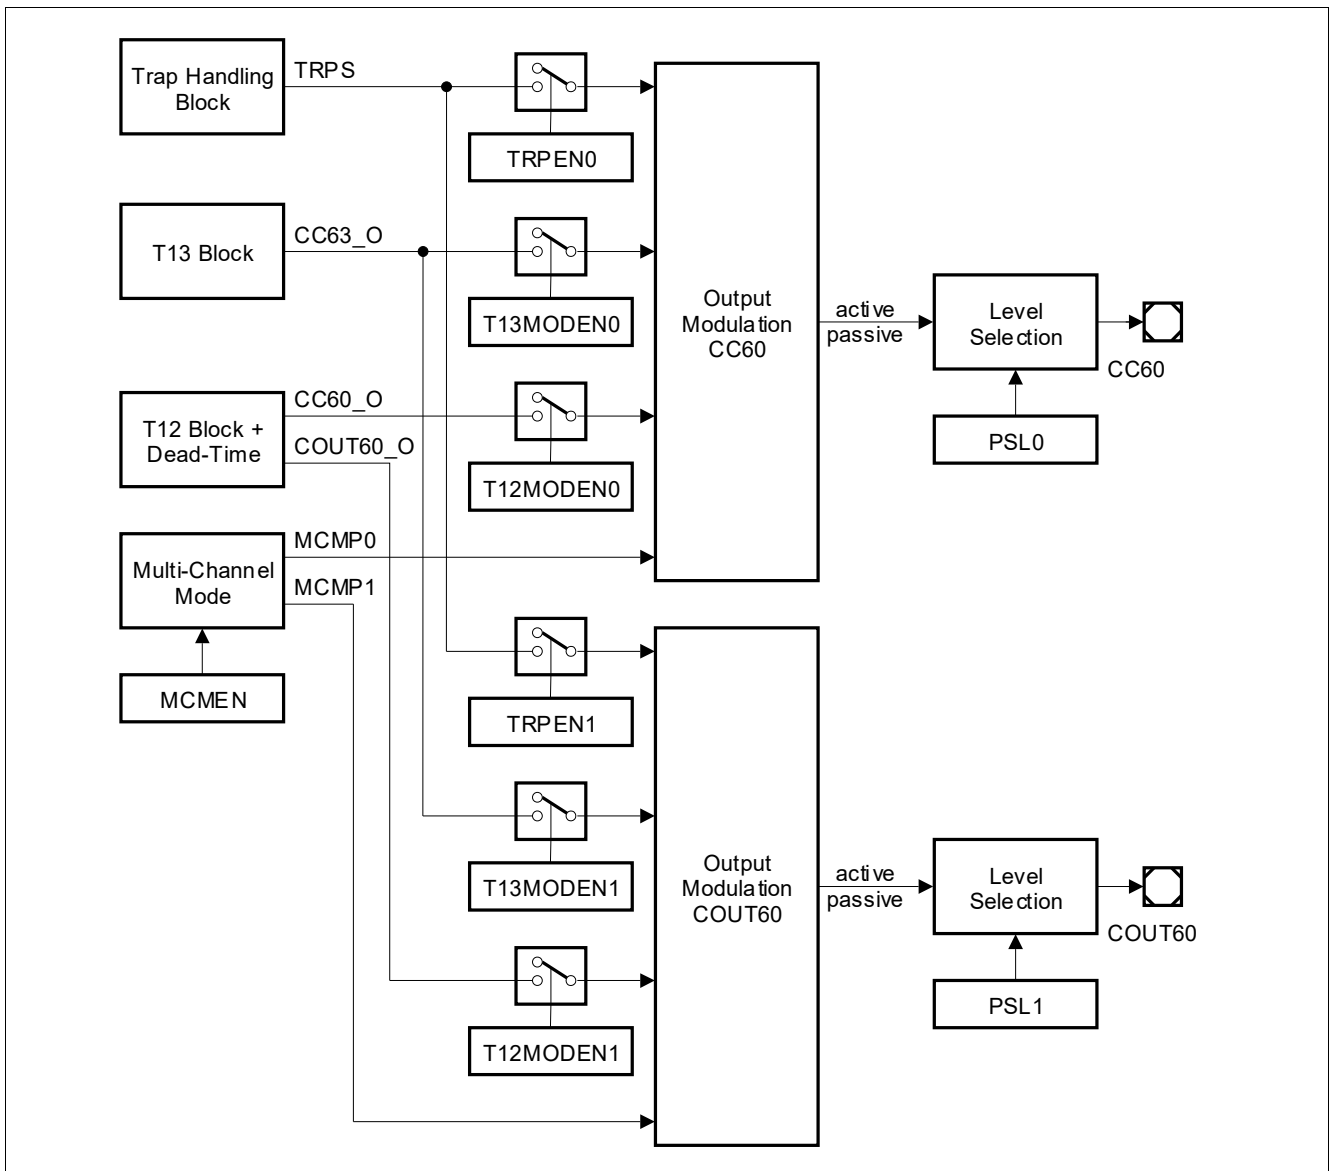 Trap Handling
Block
TRPS
TRPEN0
T13 Block
CC63_O
T13MODEN0
T12 Block +
Dead-Time
CC60_O
COUT60_O
T12MODEN0
Multi-Channel
Mode
MCMP0
MCMP1
MCMEN
Output
Modulation
CC60
active
passive
Level
Selection
CC60
PSL0
TRPEN1
T13MODEN1
T12MODEN1
Output
Modulation
COUT60
active
passive
Level
Selection
COUT60
PSL1